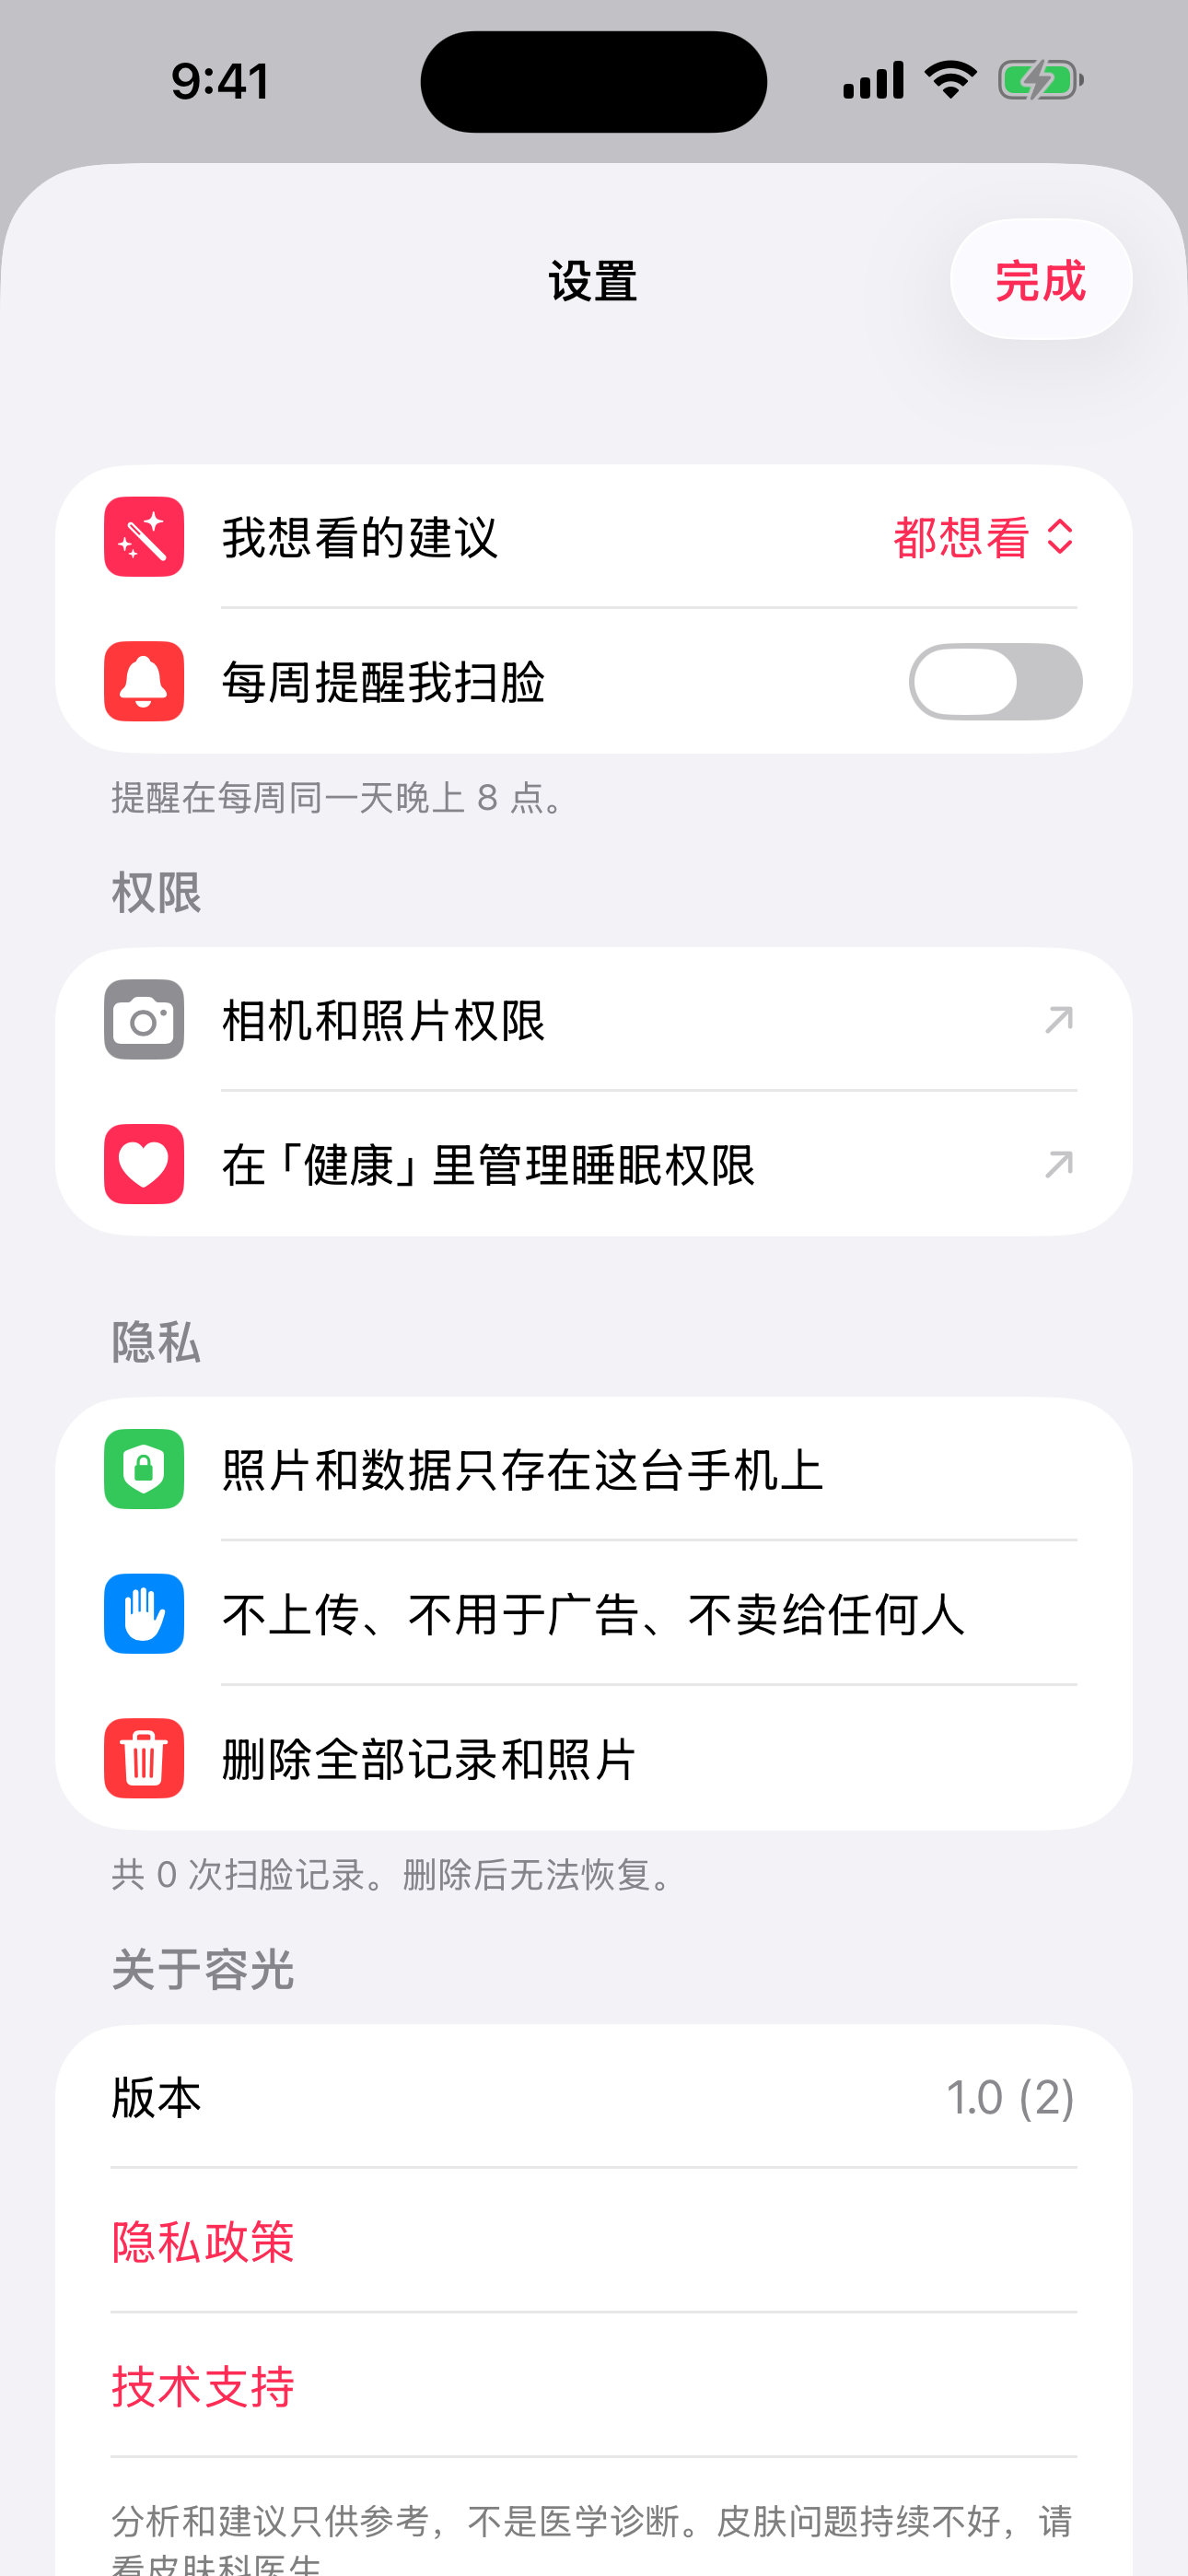 9:41
设置
完成
我想看的建议
都想看
每周提醒我扫脸
提醒在每周同一天晚上 8 点。
权限
相机和照片权限
在「健康」里管理睡眠权限
隐私
照片和数据只存在这台手机上
不上传、不用于广告、不卖给任何人
删除全部记录和照片
共 0 次扫脸记录。删除后无法恢复。
关于容光
版本
1.0 (2)
隐私政策
技术支持
分析和建议只供参考，不是医学诊断。皮肤问题持续不好，请
看皮肤科医生